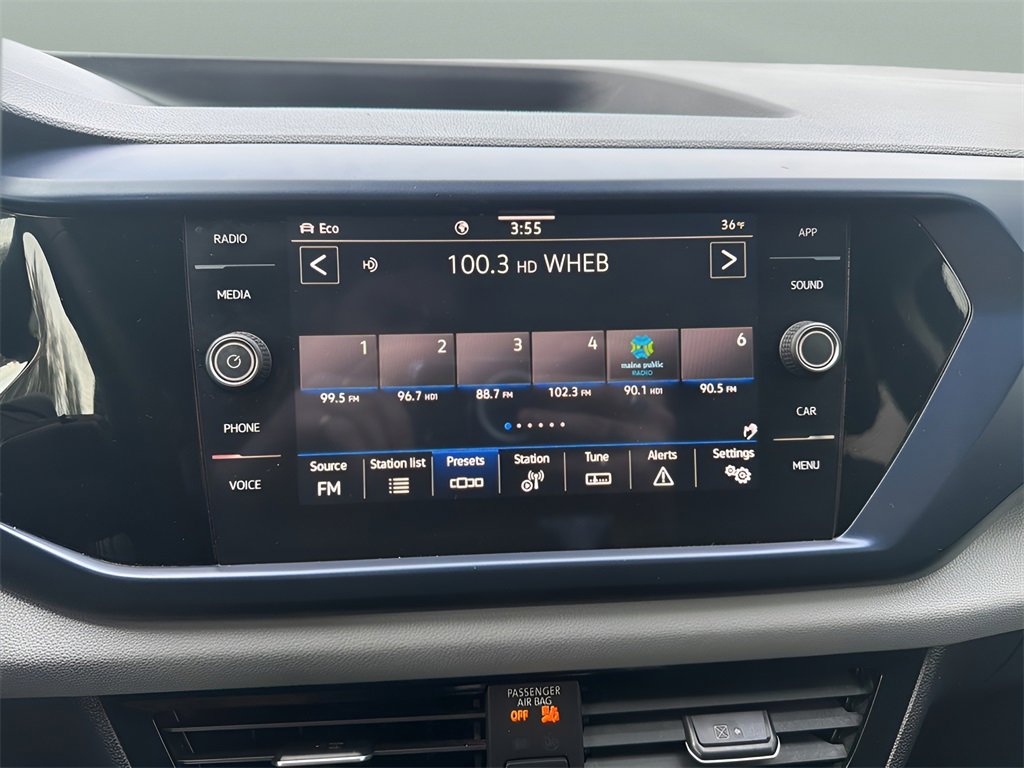 RADIO
MEDIA
PHONE
VOICE
Eco
3:55
36°F
HD
100.3 HD WHEB
1
2
3
4
maine public
RADIO
6
99.5 FM
96.7 HD1
88.7 FM
102.3 FM
90.1 HD1
90.5 FM
Source
FM
Station list
Presets
Station
Tune
Alerts
Settings
APP
SOUND
CAR
MENU
PASSENGER
AIR BAG
OFF